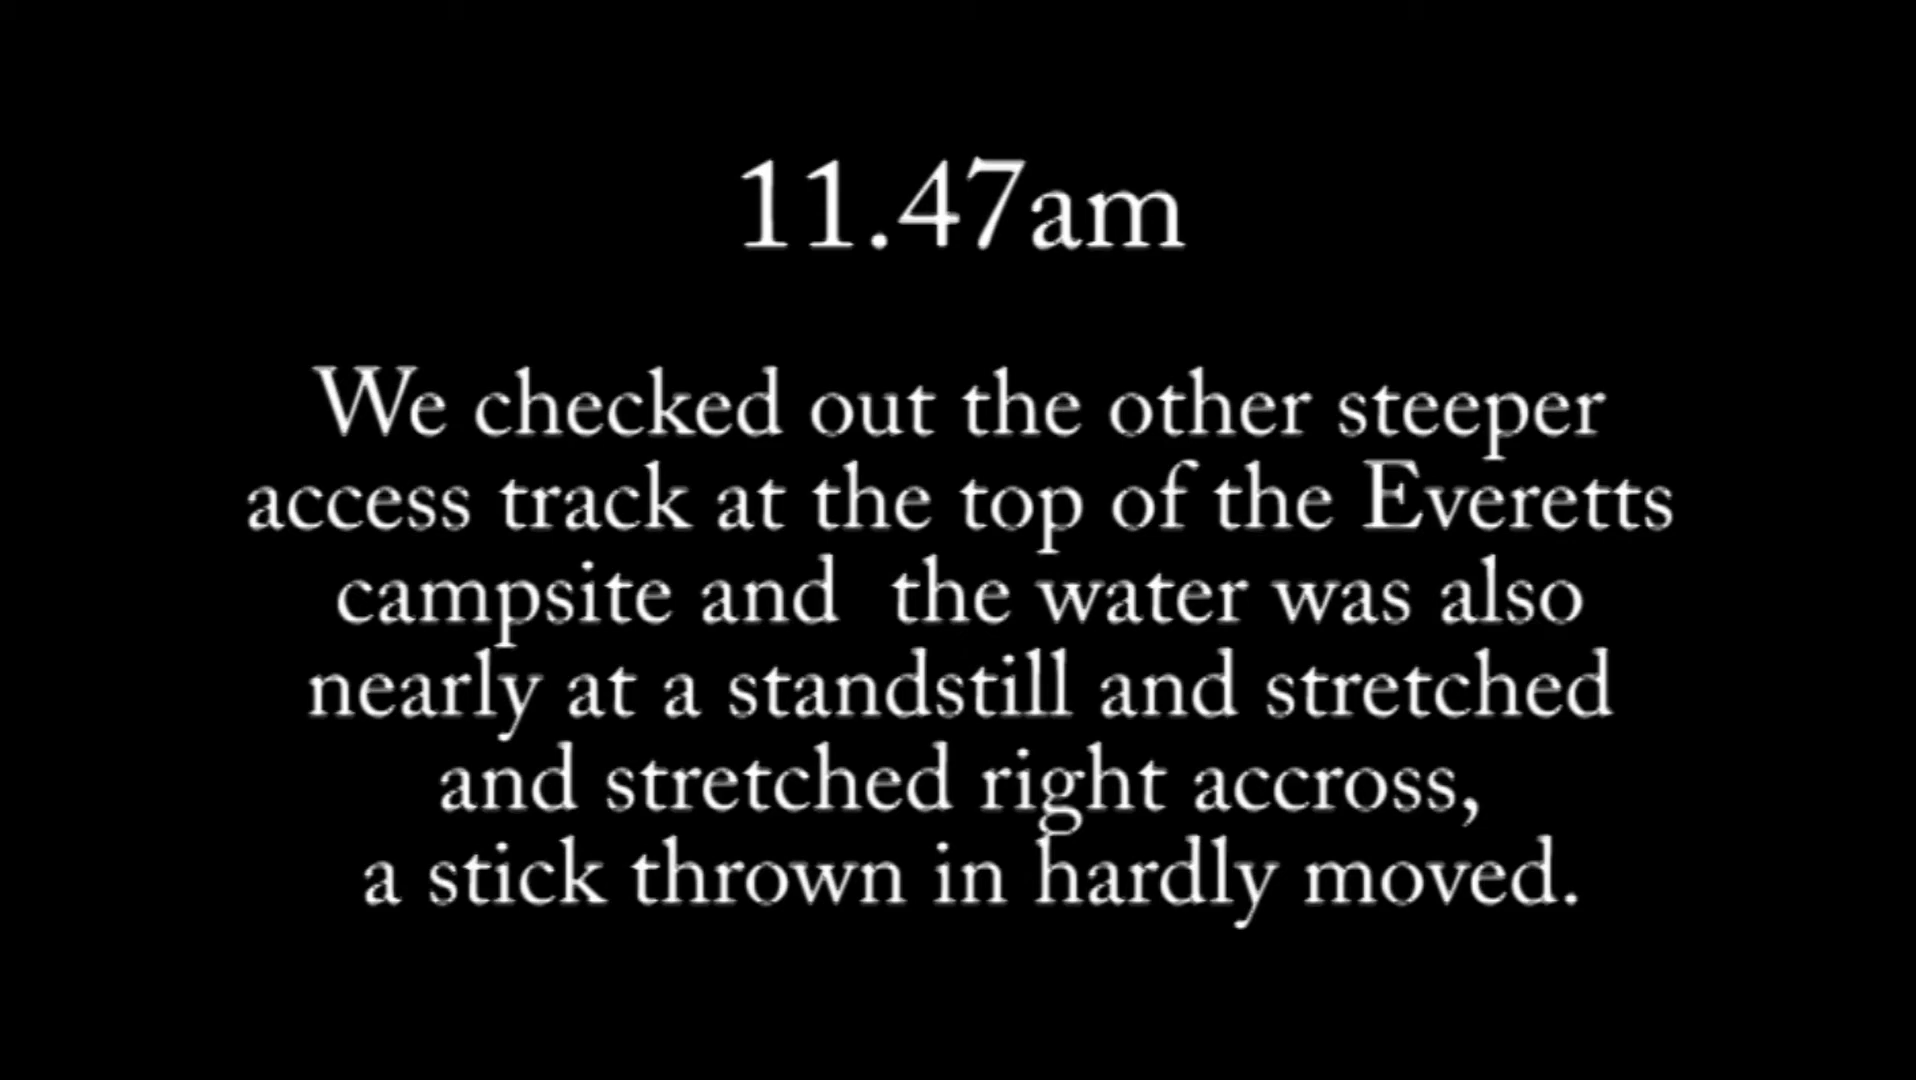 11.47am
We checked out the other steeper
access track at the top of the Everetts
campsite and  the water was also
nearly at a standstill and stretched
and stretched right accross,
a stick thrown in hardly moved.